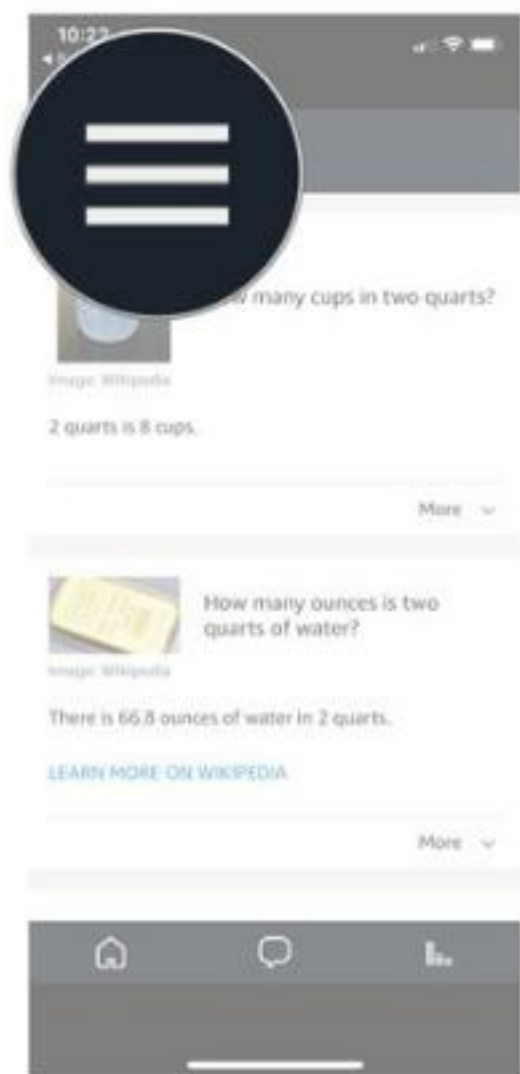 10:22
many cups in two quarts?
Image: Wikipedia
2 quarts is 8 cups.
More
How many ounces is two
quarts of water?
Image: Wikipedia
There is 66.8 ounces of water in 2 quarts.
LEARN MORE ON WIKIPEDIA
More